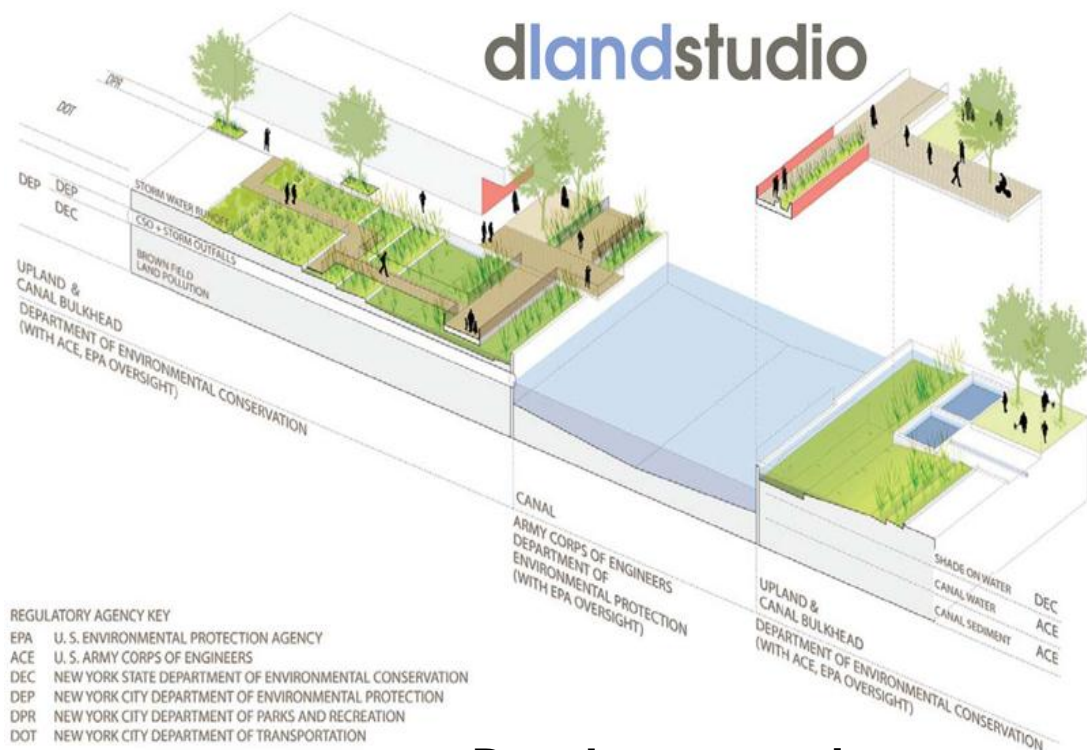 dlandstudio
DPR
DOT
DEP
DEP
DEC
STORM WATER RUNOFF
CSO + STORM OUTFALLS
BROWN FIELD
LAND POLLUTION
UPLAND &
CANAL BULKHEAD
DEPARTMENT OF ENVIRONMENTAL CONSERVATION
(WITH ACE, EPA OVERSIGHT)
CANAL
ARMY CORPS OF ENGINEERS
DEPARTMENT OF
ENVIRONMENTAL PROTECTION
(WITH EPA OVERSIGHT)
SHADE ON WATER DEC
CANAL WATER ACE
CANAL SEDIMENT ACE
UPLAND &
CANAL BULKHEAD
DEPARTMENT OF ENVIRONMENTAL CONSERVATION
(WITH ACE, EPA OVERSIGHT)
REGULATORY AGENCY KEY
EPA U. S. ENVIRONMENTAL PROTECTION AGENCY
ACE U. S. ARMY CORPS OF ENGINEERS
DEC NEW YORK STATE DEPARTMENT OF ENVIRONMENTAL CONSERVATION
DEP NEW YORK CITY DEPARTMENT OF ENVIRONMENTAL PROTECTION
DPR NEW YORK CITY DEPARTMENT OF PARKS AND RECREATION
DOT NEW YORK CITY DEPARTMENT OF TRANSPORTATION